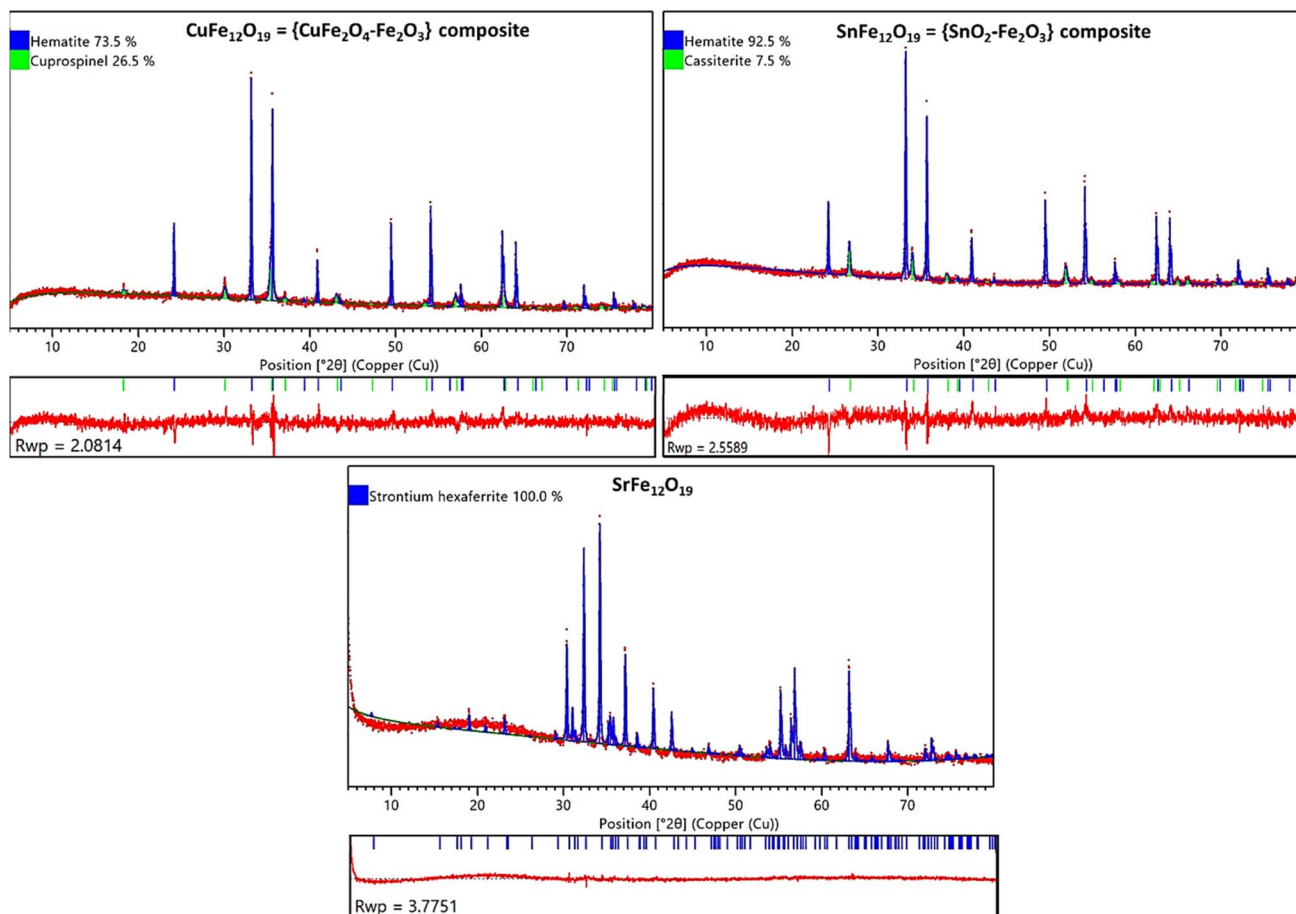 CuFe₁₂O₁₉ = {CuFe₂O₄-Fe₂O₃} composite
Hematite 73.5 %
Cuprospinel 26.5 %
10 20 30 40 50 60 70
Position [°2θ] (Copper (Cu))
Rwp = 2.0814
SnFe₁₂O₁₉ = {SnO₂-Fe₂O₃} composite
Hematite 92.5 %
Cassiterite 7.5 %
10 20 30 40 50 60 70
Position [°2θ] (Copper (Cu))
Rwp = 2.5589
SrFe₁₂O₁₉
Strontium hexaferrite 100.0 %
10 20 30 40 50 60 70
Position [°2θ] (Copper (Cu))
Rwp = 3.7751